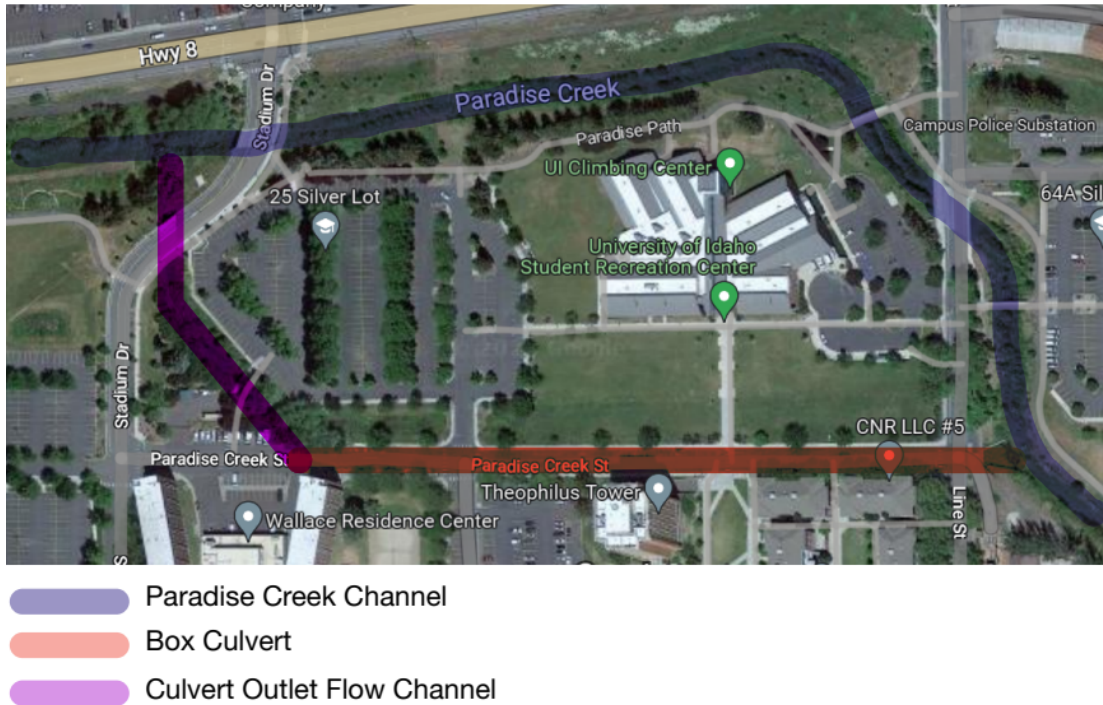 Company
Hwy 8
Stadium Dr
Paradise Creek
Paradise Path
Campus Police Substation
UI Climbing Center
25 Silver Lot
64A Sil
University of Idaho
Student Recreation Center
Stadium Dr
CNR LLC #5
Paradise Creek St
Paradise Creek St
Theophilus Tower
Line St
Wallace Residence Center
S
Paradise Creek Channel
Box Culvert
Culvert Outlet Flow Channel